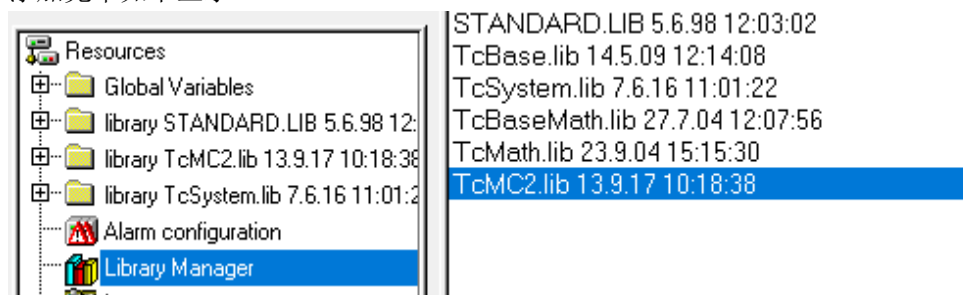 Resources
Global Variables
library STANDARD.LIB 5.6.98 12:
library TcMC2.lib 13.9.17 10:18:38
library TcSystem.lib 7.6.16 11:01:2
Alarm configuration
Library Manager
STANDARD.LIB 5.6.98 12:03:02
TcBase.lib 14.5.09 12:14:08
TcSystem.lib 7.6.16 11:01:22
TcBaseMath.lib 27.7.04 12:07:56
TcMath.lib 23.9.04 15:15:30
TcMC2.lib 13.9.17 10:18:38